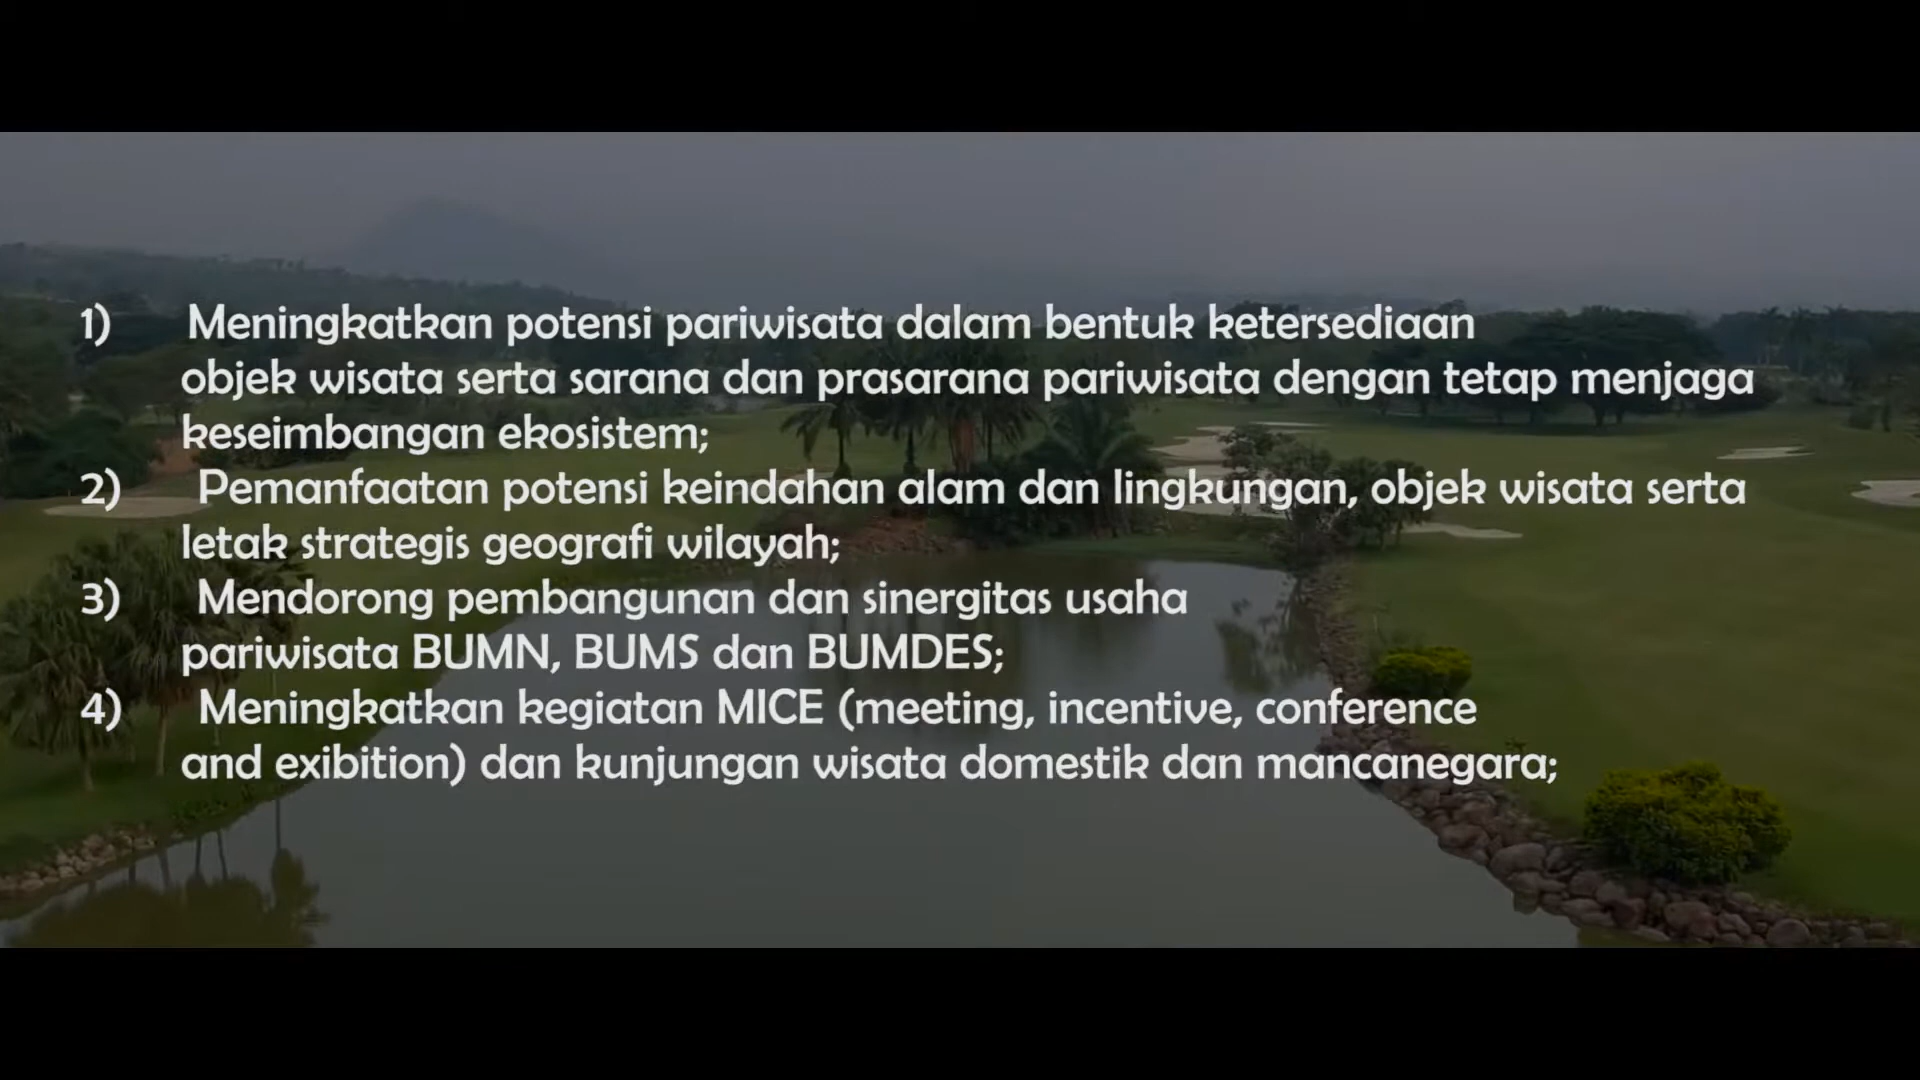 1) Meningkatkan potensi pariwisata dalam bentuk ketersediaan
objek wisata serta sarana dan prasarana pariwisata dengan tetap menjaga
keseimbangan ekosistem;
2) Pemanfaatan potensi keindahan alam dan lingkungan, objek wisata serta
letak strategis geografi wilayah;
3) Mendorong pembangunan dan sinergitas usaha
pariwisata BUMN, BUMS dan BUMDES;
4) Meningkatkan kegiatan MICE (meeting, incentive, conference
and exibition) dan kunjungan wisata domestik dan mancanegara;